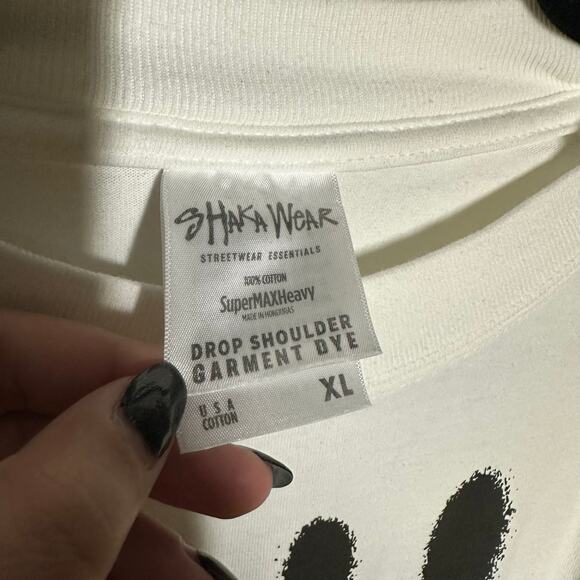 SHAKA WEAR
STREETWEAR ESSENTIALS
100% COTTON
SuperMAXHeavy
MADE IN HONDURAS
DROP SHOULDER
GARMENT DYE
XL
USA
COTTON